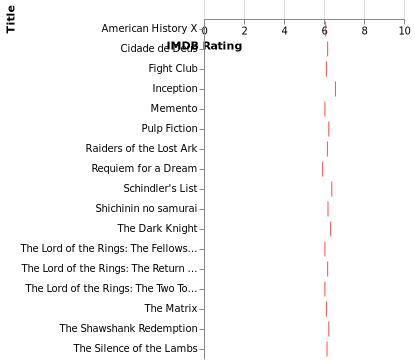 Title
0 2 4 6 8 10
IMDB Rating
American History X
Cidade de Deus
Fight Club
Inception
Memento
Pulp Fiction
Raiders of the Lost Ark
Requiem for a Dream
Schindler's List
Shichinin no samurai
The Dark Knight
The Lord of the Rings: The Fellows…
The Lord of the Rings: The Return …
The Lord of the Rings: The Two To…
The Matrix
The Shawshank Redemption
The Silence of the Lambs